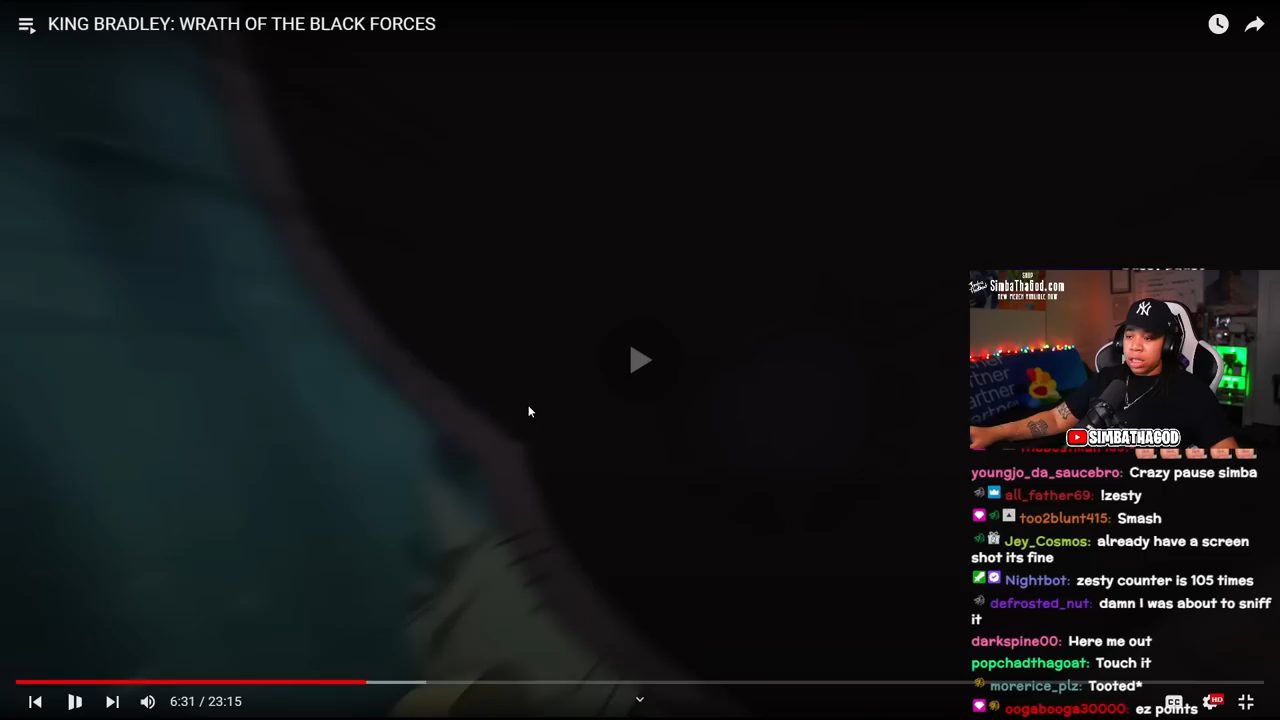 KING BRADLEY: WRATH OF THE BLACK FORCES
SHOP
SimbaThaGod.com
NEW MERCH AVAILABLE NOW
SIMBATHAGOD
youngjo_da_saucebro: Crazy pause simba
all_father69: !zesty
too2blunt415: Smash
Jey_Cosmos: already have a screen
shot its fine
Nightbot: zesty counter is 105 times
defrosted_nut: damn I was about to sniff
it
darkspine00: Here me out
popchadthagoat: Touch it
morerice_plz: Tooted*
oogabooga30000: ez points
6:31 / 23:15
CC
HD